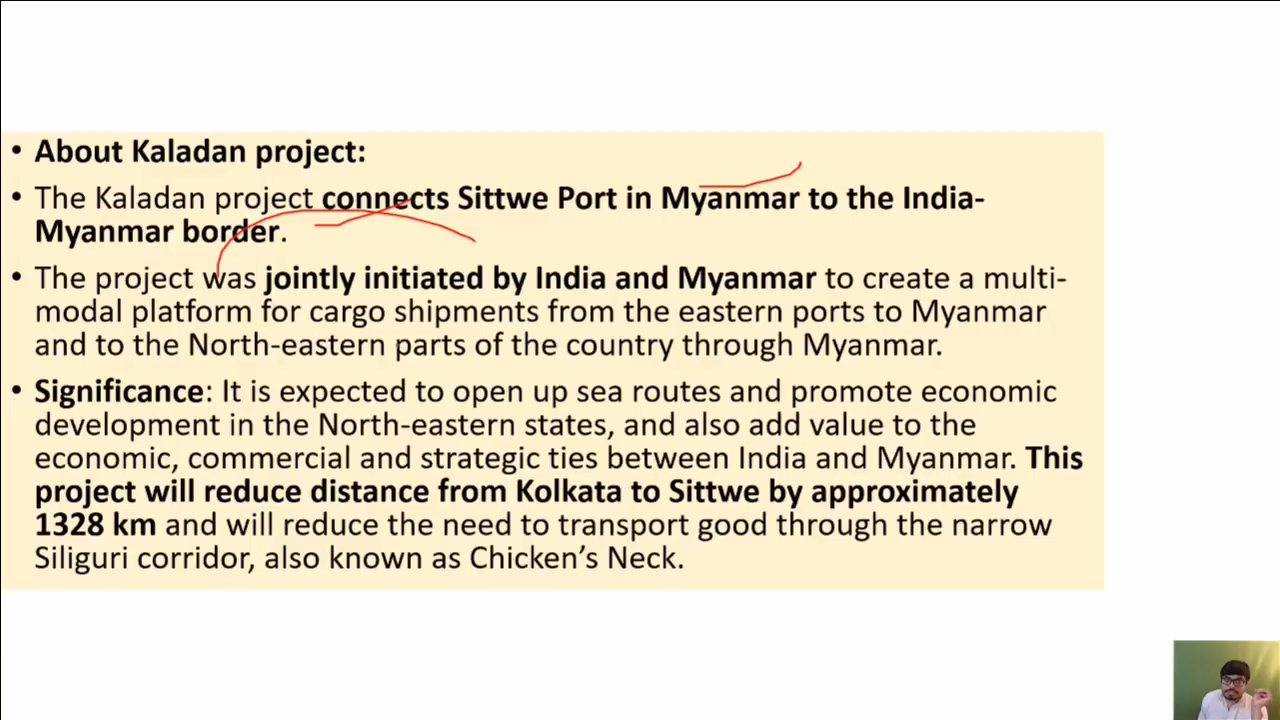 • About Kaladan project:
• The Kaladan project connects Sittwe Port in Myanmar to the India-
Myanmar border.
• The project was jointly initiated by India and Myanmar to create a multi-
modal platform for cargo shipments from the eastern ports to Myanmar
and to the North-eastern parts of the country through Myanmar.
• Significance: It is expected to open up sea routes and promote economic
development in the North-eastern states, and also add value to the
economic, commercial and strategic ties between India and Myanmar. This
project will reduce distance from Kolkata to Sittwe by approximately
1328 km and will reduce the need to transport good through the narrow
Siliguri corridor, also known as Chicken’s Neck.